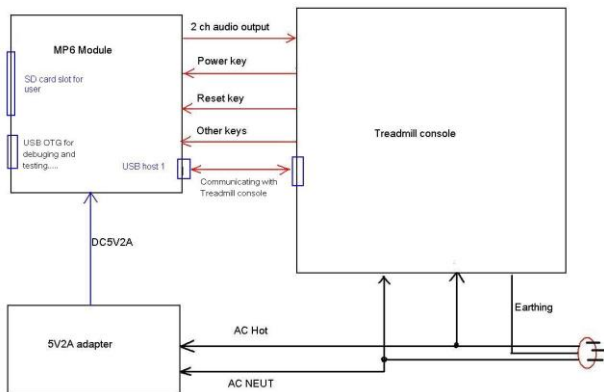 2 ch audio output
MP6 Module
Power key
SD card slot for
user
Reset key
Other keys
Treadmill console
USB OTG for
debuging and
testing.....
USB host 1
Communicating with
Treadmill console
DC5V2A
Earthing
AC Hot
5V2A adapter
AC NEUT